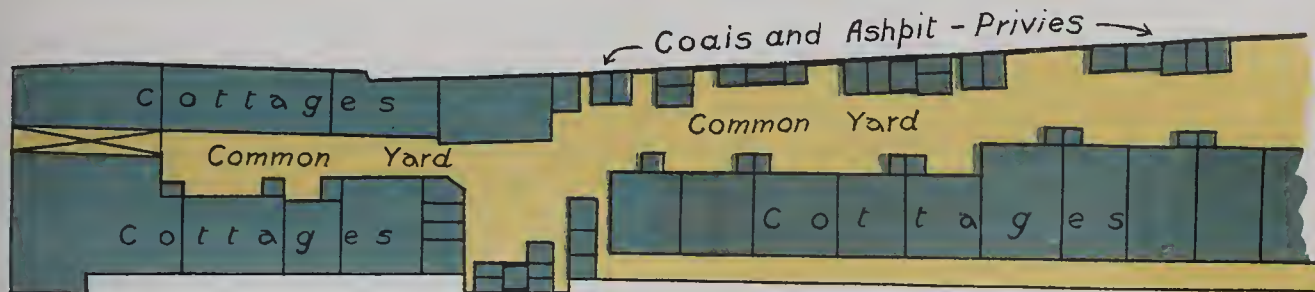 Coals and Ashpit-Privies
Cottages
Common Yard
Common Yard
Cottages
Cottages